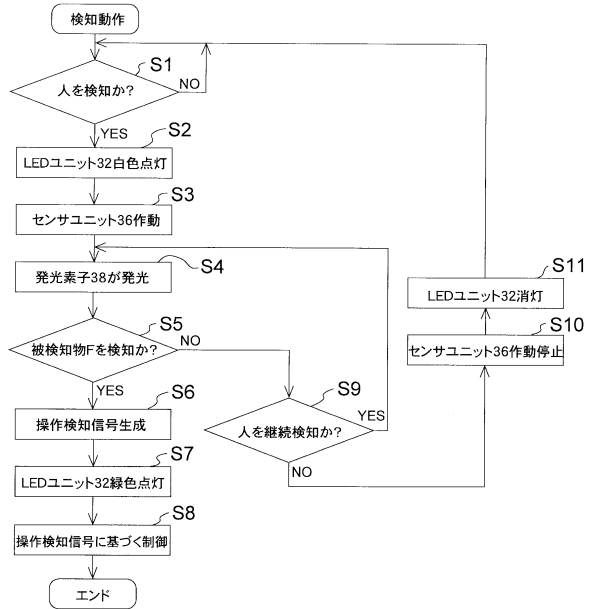 検知動作
S1
人を検知か?
NO
YES
S2
LEDユニット32白色点灯
S3
センサユニット36作動
S4
発光素子38が発光
S5
被検知物Fを検知か?
NO
YES
S6
操作検知信号生成
S7
LEDユニット32緑色点灯
S8
操作検知信号に基づく制御
エンド
S9
人を継続検知か?
YES
NO
S10
センサユニット36作動停止
S11
LEDユニット32消灯